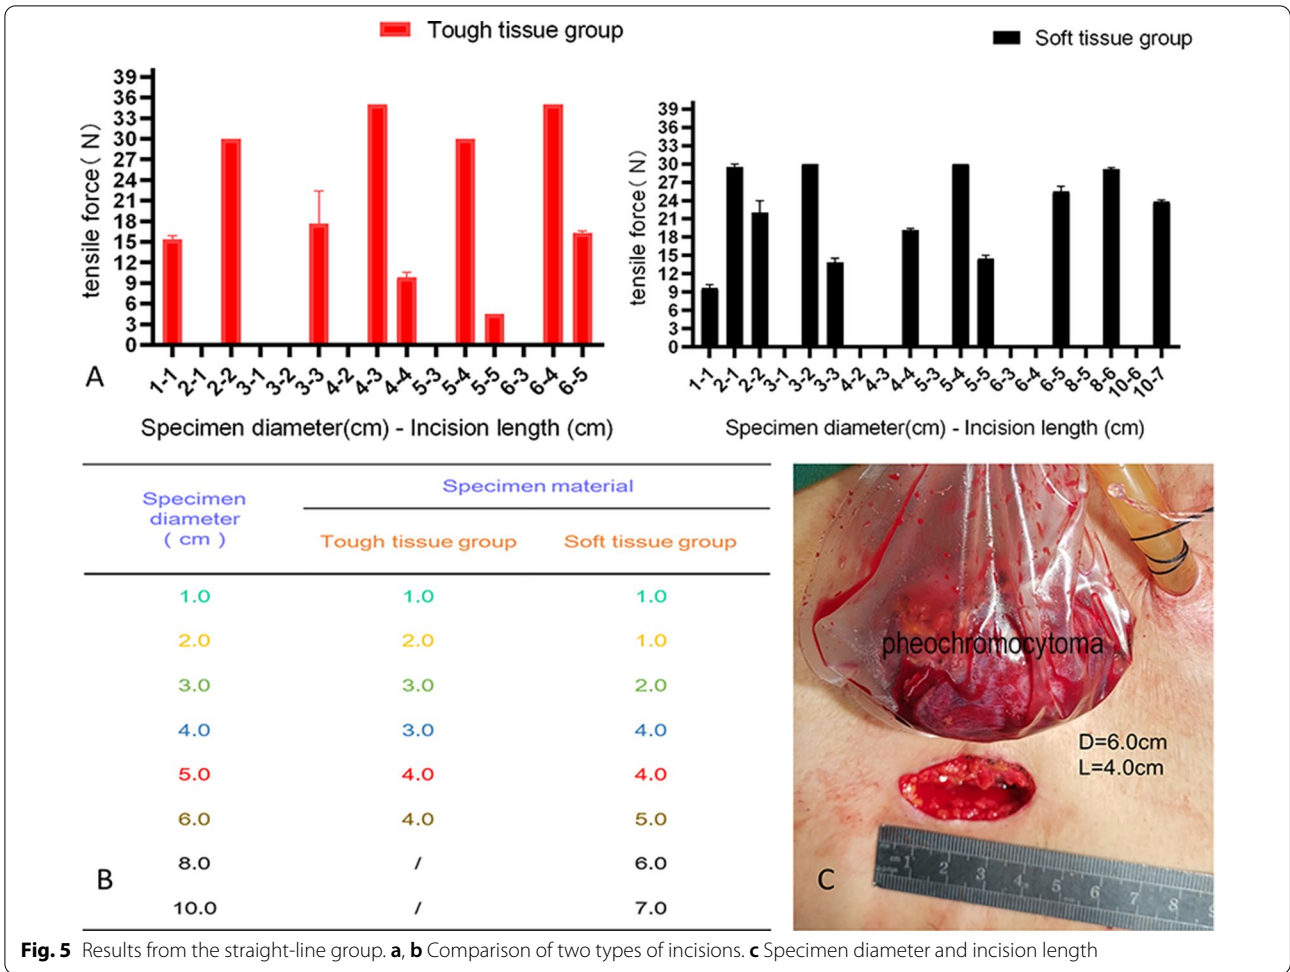 Tough tissue group
39
36
33
30
27
24
21
18
15
12
9
6
3
0
tensile force( N)
1-1 2-1 2-2 3-1 3-2 3-3 4-2 4-3 4-4 5-3 5-4 5-5 6-3 6-4 6-5
Specimen diameter(cm) - Incision length (cm)
A
Soft tissue group
39
36
33
30
27
24
21
18
15
12
9
6
3
0
tensile force( N)
1-1 2-1 2-2 3-1 3-2 3-3 4-2 4-3 4-4 5-3 5-4 5-5 6-3 6-4 6-5 8-5 8-6 10-6 10-7
Specimen diameter(cm) - Incision length (cm)
Specimen
diameter
( cm )
Specimen material
Tough tissue group Soft tissue group
1.0 1.0 1.0
2.0 2.0 1.0
3.0 3.0 2.0
4.0 3.0 4.0
5.0 4.0 4.0
6.0 4.0 5.0
8.0 / 6.0
10.0 / 7.0
B
pheochromocytoma
D=6.0cm
L=4.0cm
1 2 3 4 5 6 7 8
C
Fig. 5 Results from the straight-line group. a, b Comparison of two types of incisions. c Specimen diameter and incision length